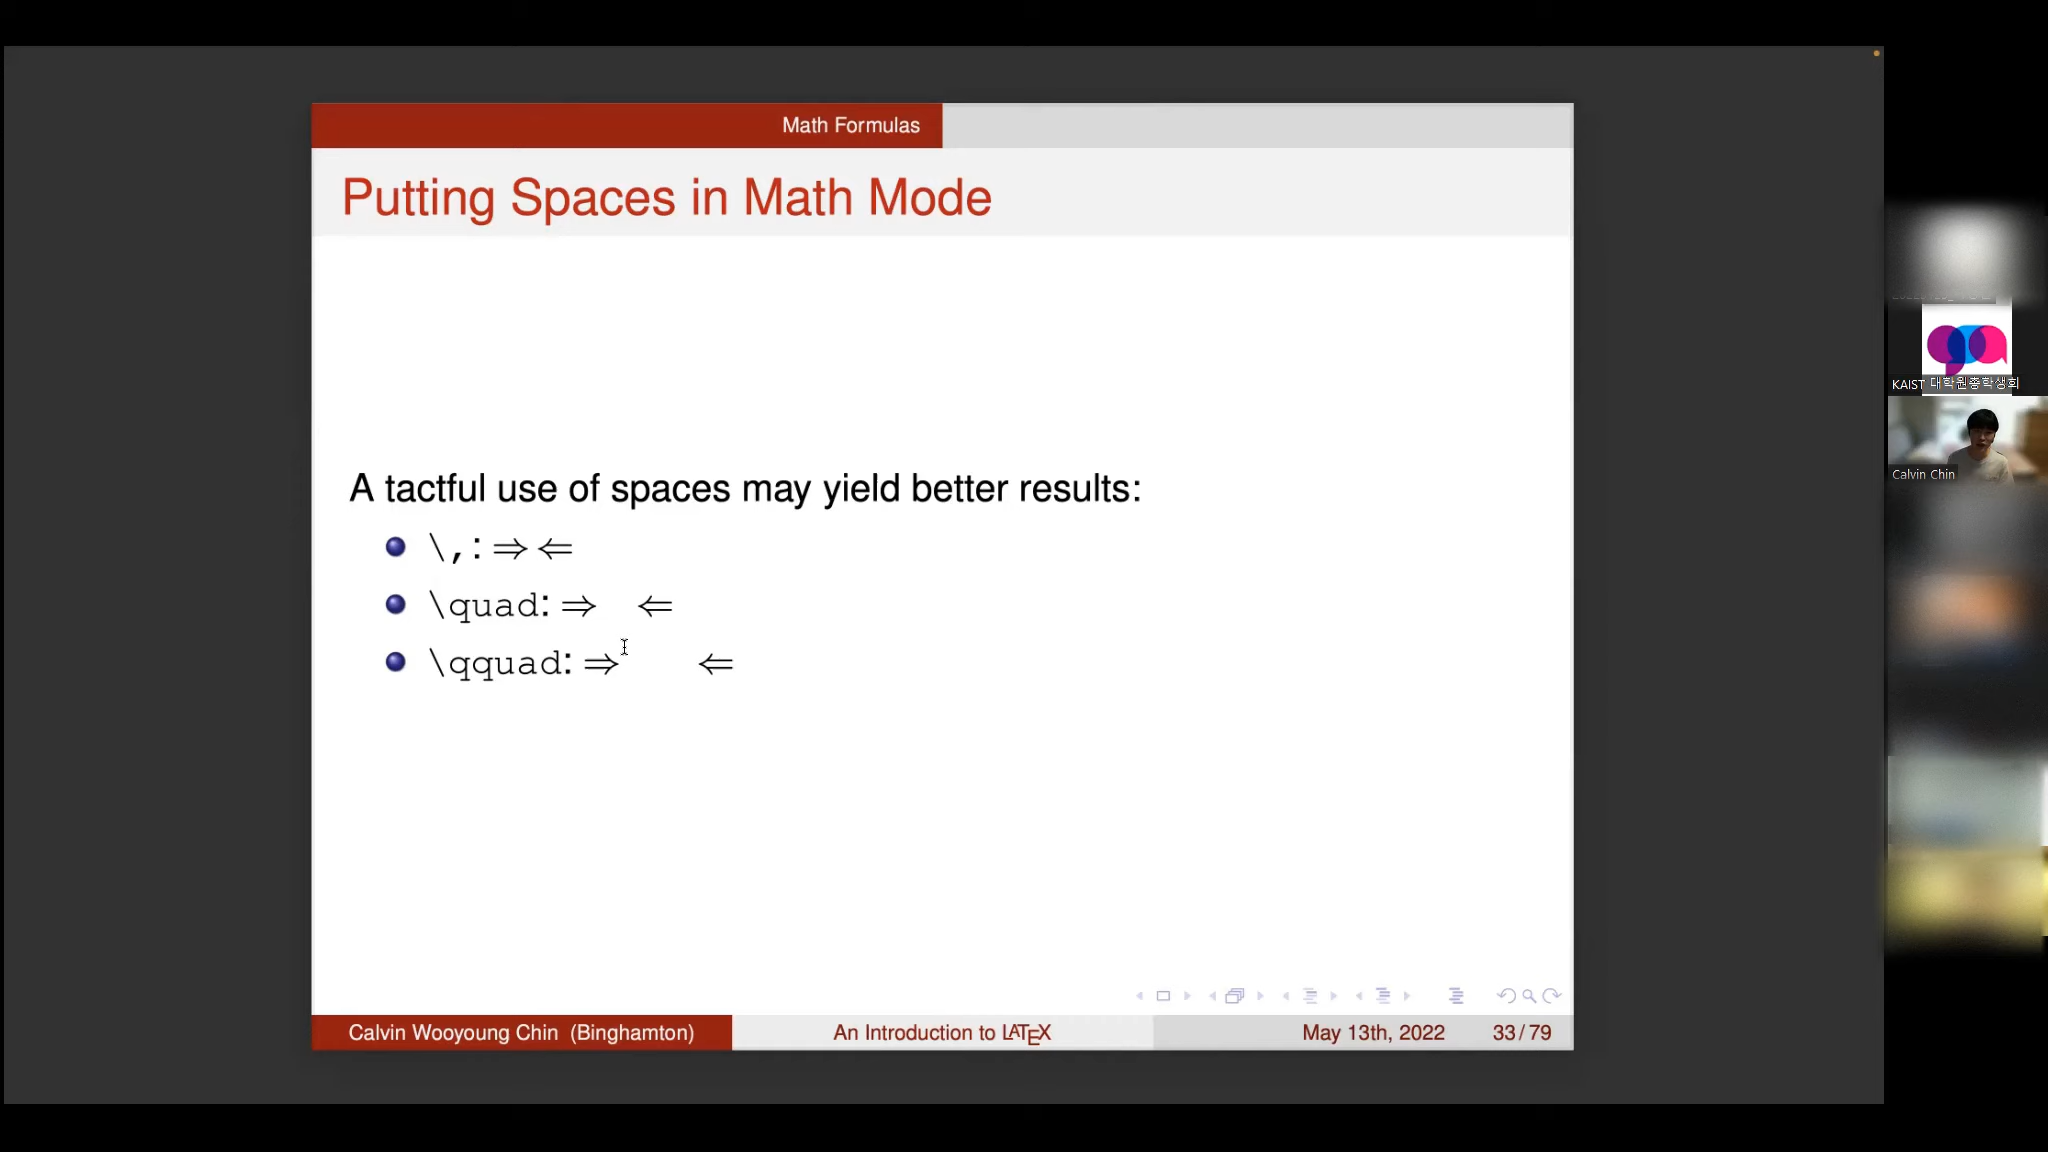 Math Formulas
Putting Spaces in Math Mode
A tactful use of spaces may yield better results:
\,: ⇒ ⇐
\quad: ⇒ ⇐
\qquad: ⇒ ⇐
Calvin Wooyoung Chin (Binghamton)
An Introduction to LATEX
May 13th, 2022
33/79
KAIST 대학원총학생회
Calvin Chin